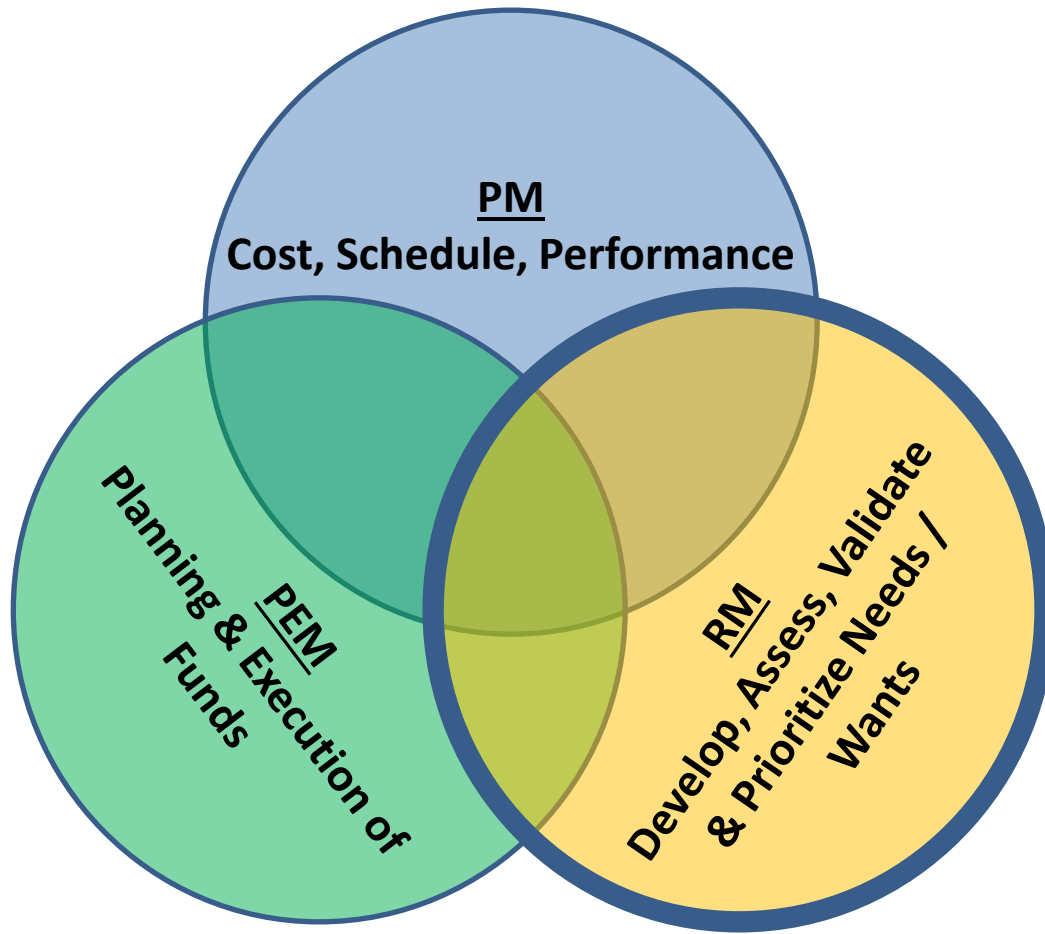 PM
Cost, Schedule, Performance
PEM
Planning & Execution of
Funds
RM
Develop, Assess, Validate
& Prioritize Needs /
Wants